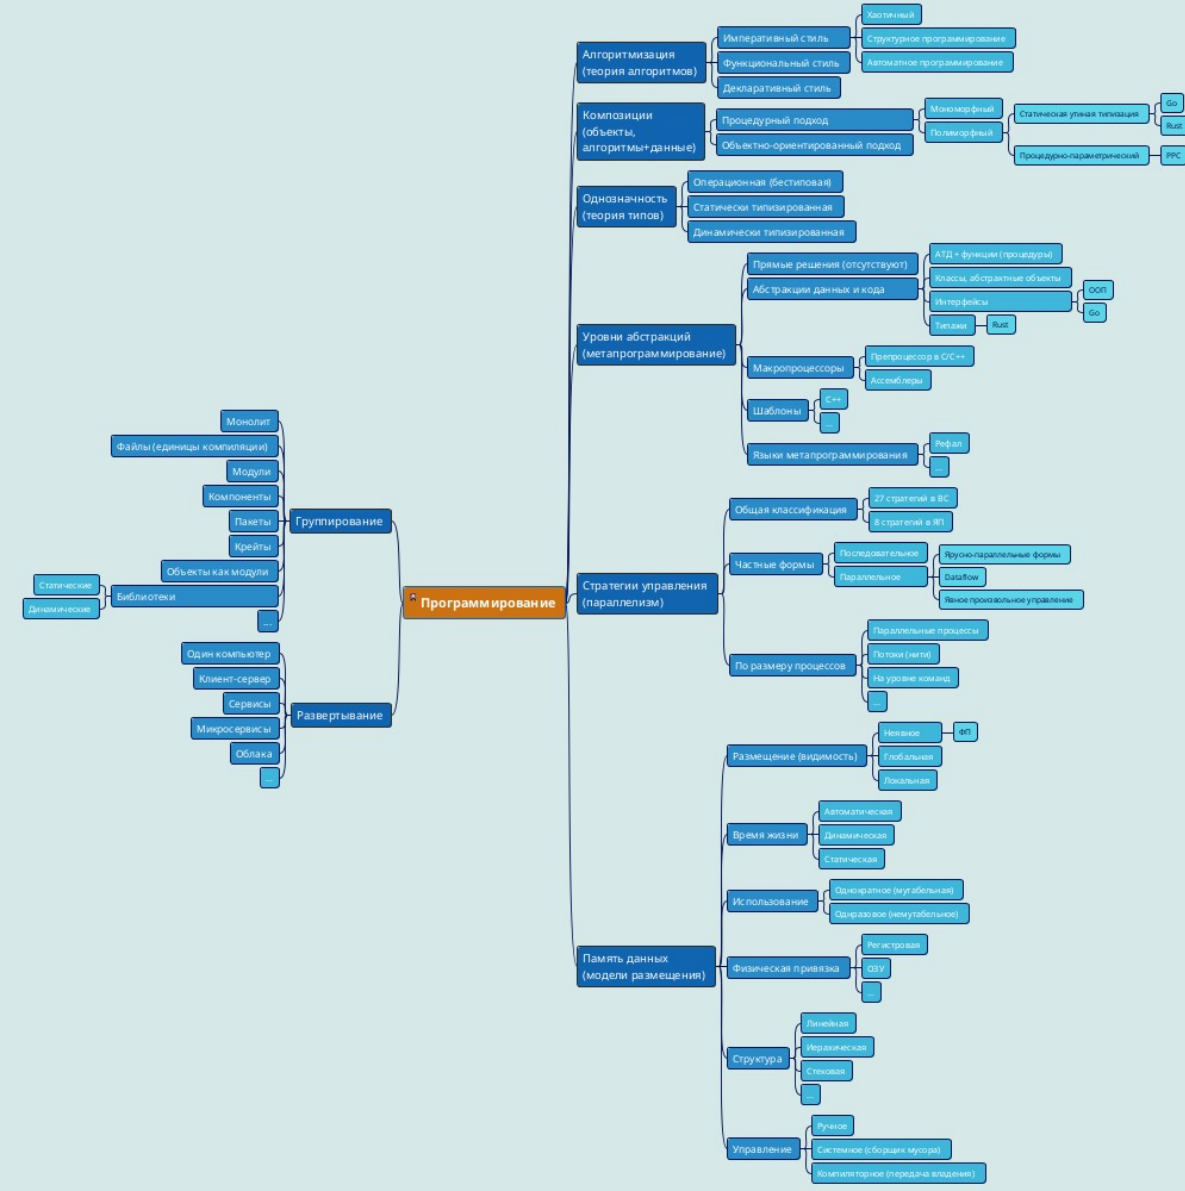 Программирование
Алгоритмизация
(теория алгоритмов)
Императивный стиль
Хаотичный
Структурное программирование
Автоматное программирование
Функциональный стиль
Декларативный стиль
Композиции
(объекты,
алгоритмы+данные)
Процедурный подход
Мономорфный
Полиморфный
Статическая утиная типизация
Go
Rust
Процедурно-параметрический
PPC
Объектно-ориентированный подход
Однозначность
(теория типов)
Операционная (бестиповая)
Статически типизированная
Динамически типизированная
Уровни абстракций
(метапрограммирование)
Прямые решения (отсутствуют)
Абстракции данных и кода
АТД + функции (процедуры)
Классы, абстрактные объекты
Интерфейсы
ООП
Go
Типажи
Rust
Макропроцессоры
Препроцессор в C/C++
Ассемблеры
Шаблоны
C++
...
Языки метапрограммирования
Рефал
...
Стратегии управления
(параллелизм)
Общая классификация
27 стратегий в ВС
8 стратегий в ЯП
Частные формы
Последовательное
Параллельное
Ярусно-параллельные формы
Dataflow
Явное произвольное управление
По размеру процессов
Параллельные процессы
Потоки (нити)
На уровне команд
...
Память данных
(модели размещения)
Размещение (видимость)
Неявное
ФП
Глобальная
Локальная
Время жизни
Автоматическая
Динамическая
Статическая
Использование
Однократное (мутабельная)
Однразовое (немутабельное)
Физическая привязка
Регистровая
ОЗУ
...
Структура
Линейная
Иерахическая
Стековая
...
Управление
Ручное
Системное (сборщик мусора)
Компиляторное (передача владения)
Группирование
Монолит
Файлы (единицы компиляции)
Модули
Компоненты
Пакеты
Крейты
Объекты как модули
Библиотеки
Статические
Динамические
...
Развертывание
Один компьютер
Клиент-сервер
Сервисы
Микросервисы
Облака
...